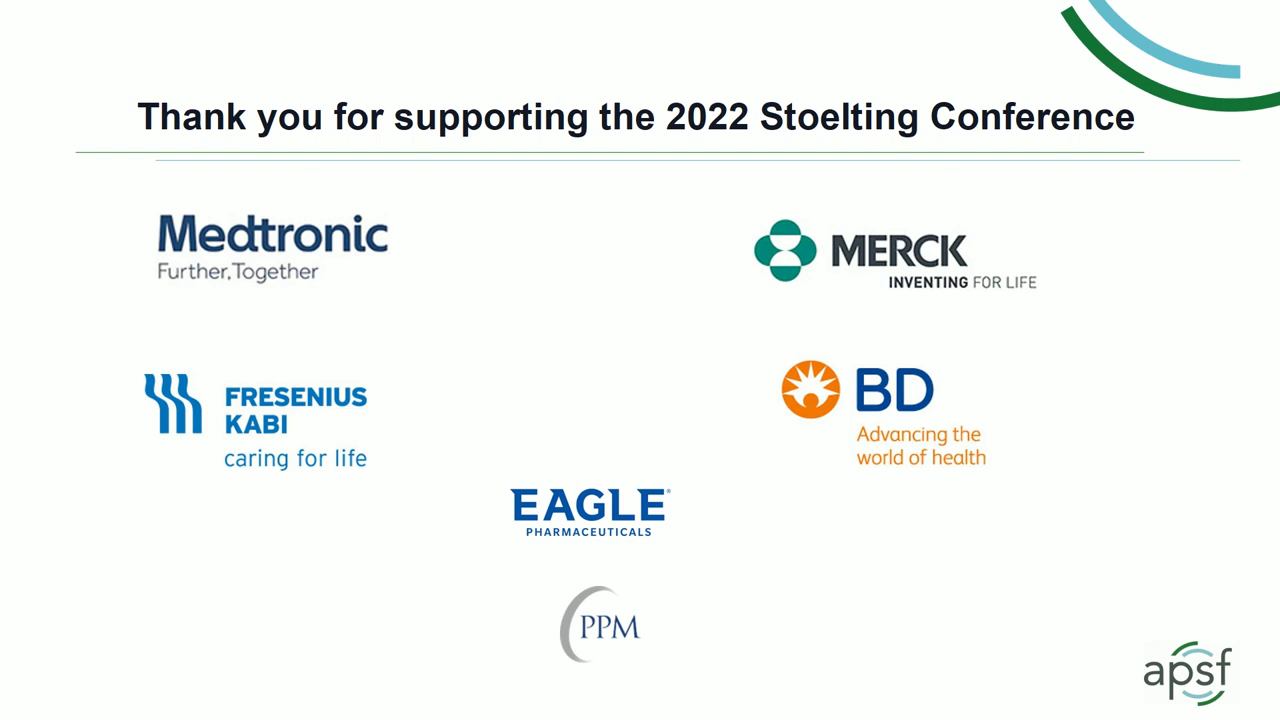 Thank you for supporting the 2022 Stoelting Conference
Medtronic
Further, Together
MERCK
INVENTING FOR LIFE
FRESENIUS
KABI
caring for life
BD
Advancing the
world of health
EAGLE®
PHARMACEUTICALS
PPM
apsf